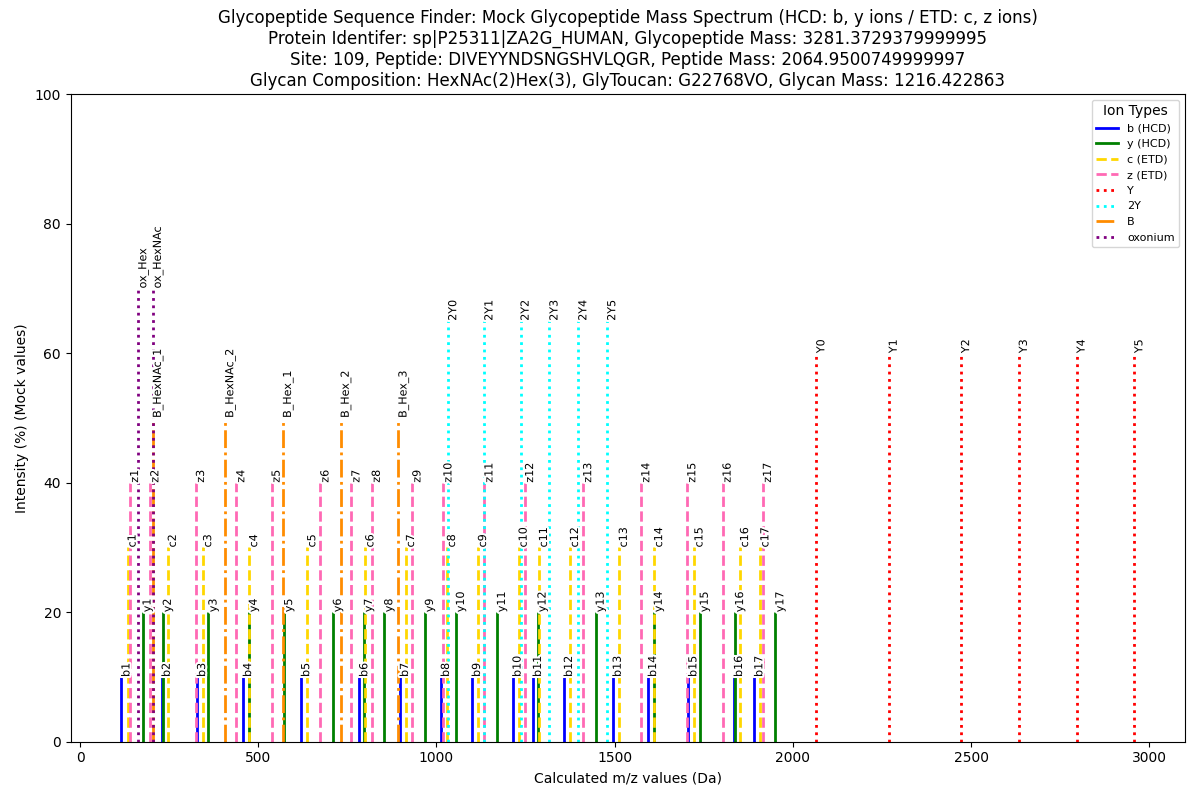 Glycopeptide Sequence Finder: Mock Glycopeptide Mass Spectrum (HCD: b, y ions / ETD: c, z ions)
Protein Identifer: sp|P25311|ZA2G_HUMAN, Glycopeptide Mass: 3281.3729379999995
Site: 109, Peptide: DIVEYYNDSNGSHVLQGR, Peptide Mass: 2064.9500749999997
Glycan Composition: HexNAc(2)Hex(3), GlyToucan: G22768VO, Glycan Mass: 1216.422863
100
80
60
40
20
0
Intensity (%) (Mock values)
Ion Types
b (HCD)
y (HCD)
c (ETD)
z (ETD)
Y
2Y
B
oxonium
ox_Hex
ox_HexNAc
2Y0
2Y1
2Y2
2Y3
2Y4
2Y5
Y0
Y1
Y2
Y3
Y4
Y5
B_HexNAc_1
B_HexNAc_2
B_Hex_1
B_Hex_2
B_Hex_3
z1
z2
z3
z4
z5
z6
z7
z8
z9
z10
z11
z12
z13
z14
z15
z16
z17
c1
c2
c3
c4
c5
c6
c7
c8
c9
c10
c11
c12
c13
c14
c15
c16
c17
y1
y2
y3
y4
y5
y6
y7
y8
y9
y10
y11
y12
y13
y14
y15
y16
y17
b1
b2
b3
b4
b5
b6
b7
b8
b9
b10
b11
b12
b13
b14
b15
b16
b17
0
500
1000
1500
2000
2500
3000
Calculated m/z values (Da)